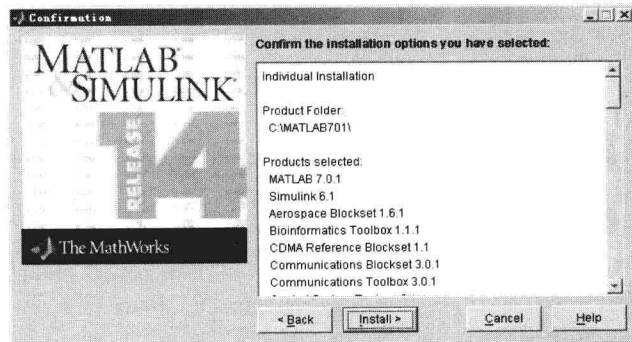 Confirmation
MATLAB
& SIMULINK
RELEASE
14
The MathWorks
Confirm the installation options you have selected:
Individual Installation
Product Folder:
C:\MATLAB701\
Products selected:
MATLAB 7.0.1
Simulink 6.1
Aerospace Blockset 1.6.1
Bioinformatics Toolbox 1.1.1
CDMA Reference Blockset 1.1
Communications Blockset 3.0.1
Communications Toolbox 3.0.1
< Back
Install >
Cancel
Help